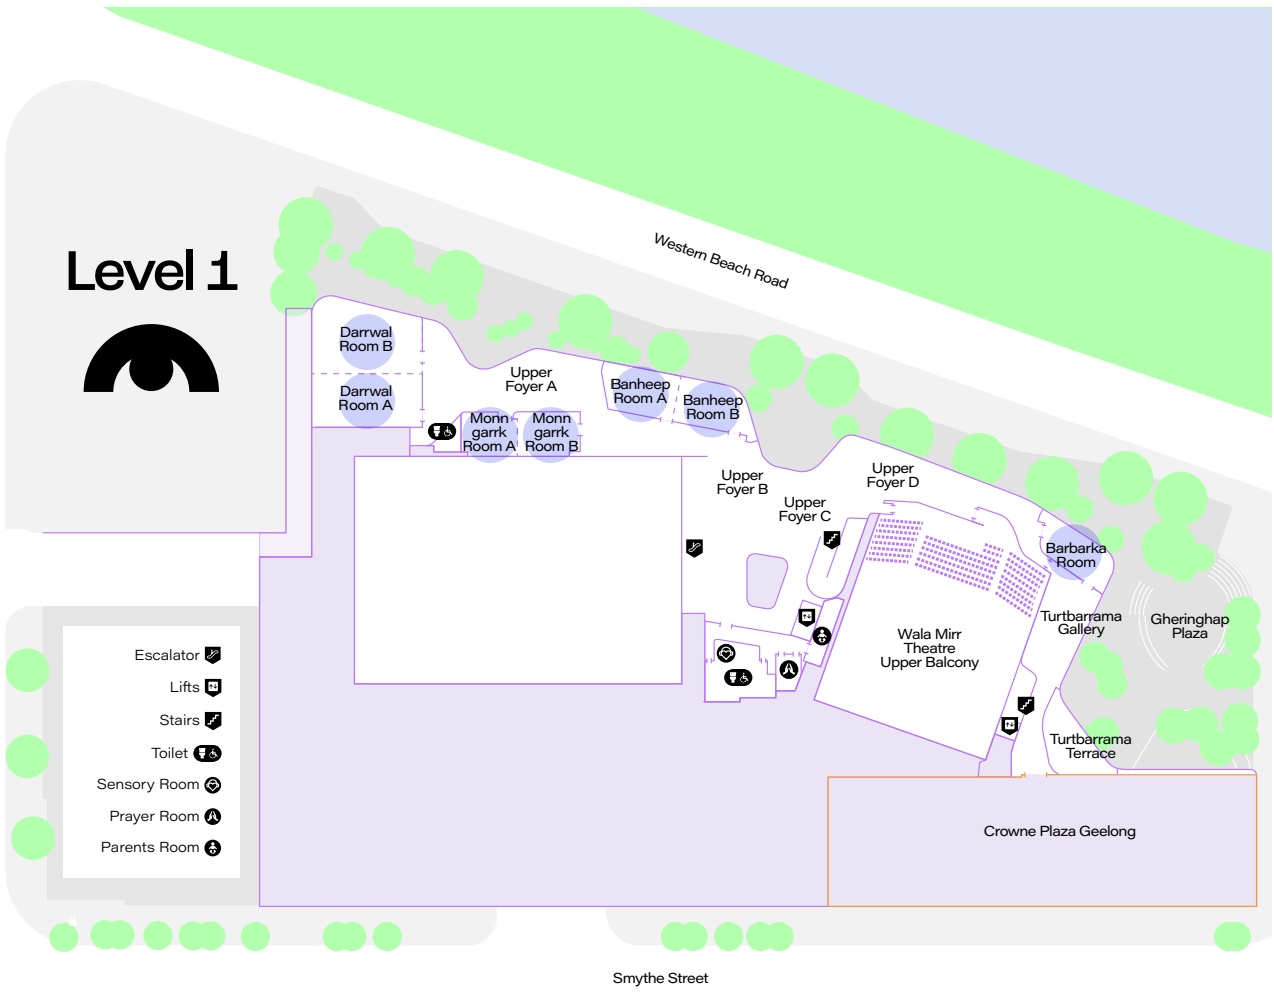 Level 1
Western Beach Road
Darrwal
Room B
Darrwal
Room A
Upper
Foyer A
Banheep
Room A
Banheep
Room B
Monn
garrk
Room A
Monn
garrk
Room B
Upper
Foyer B
Upper
Foyer C
Upper
Foyer D
Barbarka
Room
Turtbarrama
Gallery
Gheringhap
Plaza
Wala Mirr
Theatre
Upper Balcony
Turtbarrama
Terrace
Crowne Plaza Geelong
Escalator
Lifts
Stairs
Toilet
Sensory Room
Prayer Room
Parents Room
Smythe Street